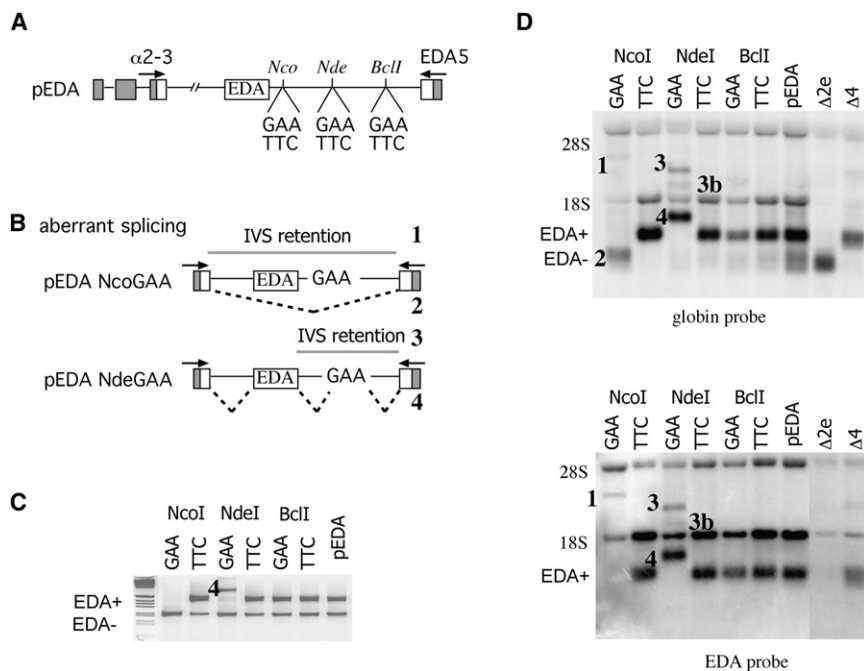 A
α2-3
Nco
Nde
BclI
EDA5
pEDA
EDA
GAA
TTC
GAA
TTC
GAA
TTC
B
aberrant splicing
IVS retention
1
pEDA NcoGAA
EDA
GAA
2
IVS retention
3
pEDA NdeGAA
EDA
GAA
4
C
NcoI NdeI BclI
GAA TTC GAA TTC GAA TTC pEDA
4
EDA+
EDA-
D
NcoI NdeI BclI
GAA TTC GAA TTC GAA TTC pEDA Δ2e Δ4
28S
1
3
3b
18S
4
EDA+
EDA-
2
globin probe
NcoI NdeI BclI
GAA TTC GAA TTC GAA TTC pEDA Δ2e Δ4
28S
1
3
3b
18S
4
EDA+
EDA probe